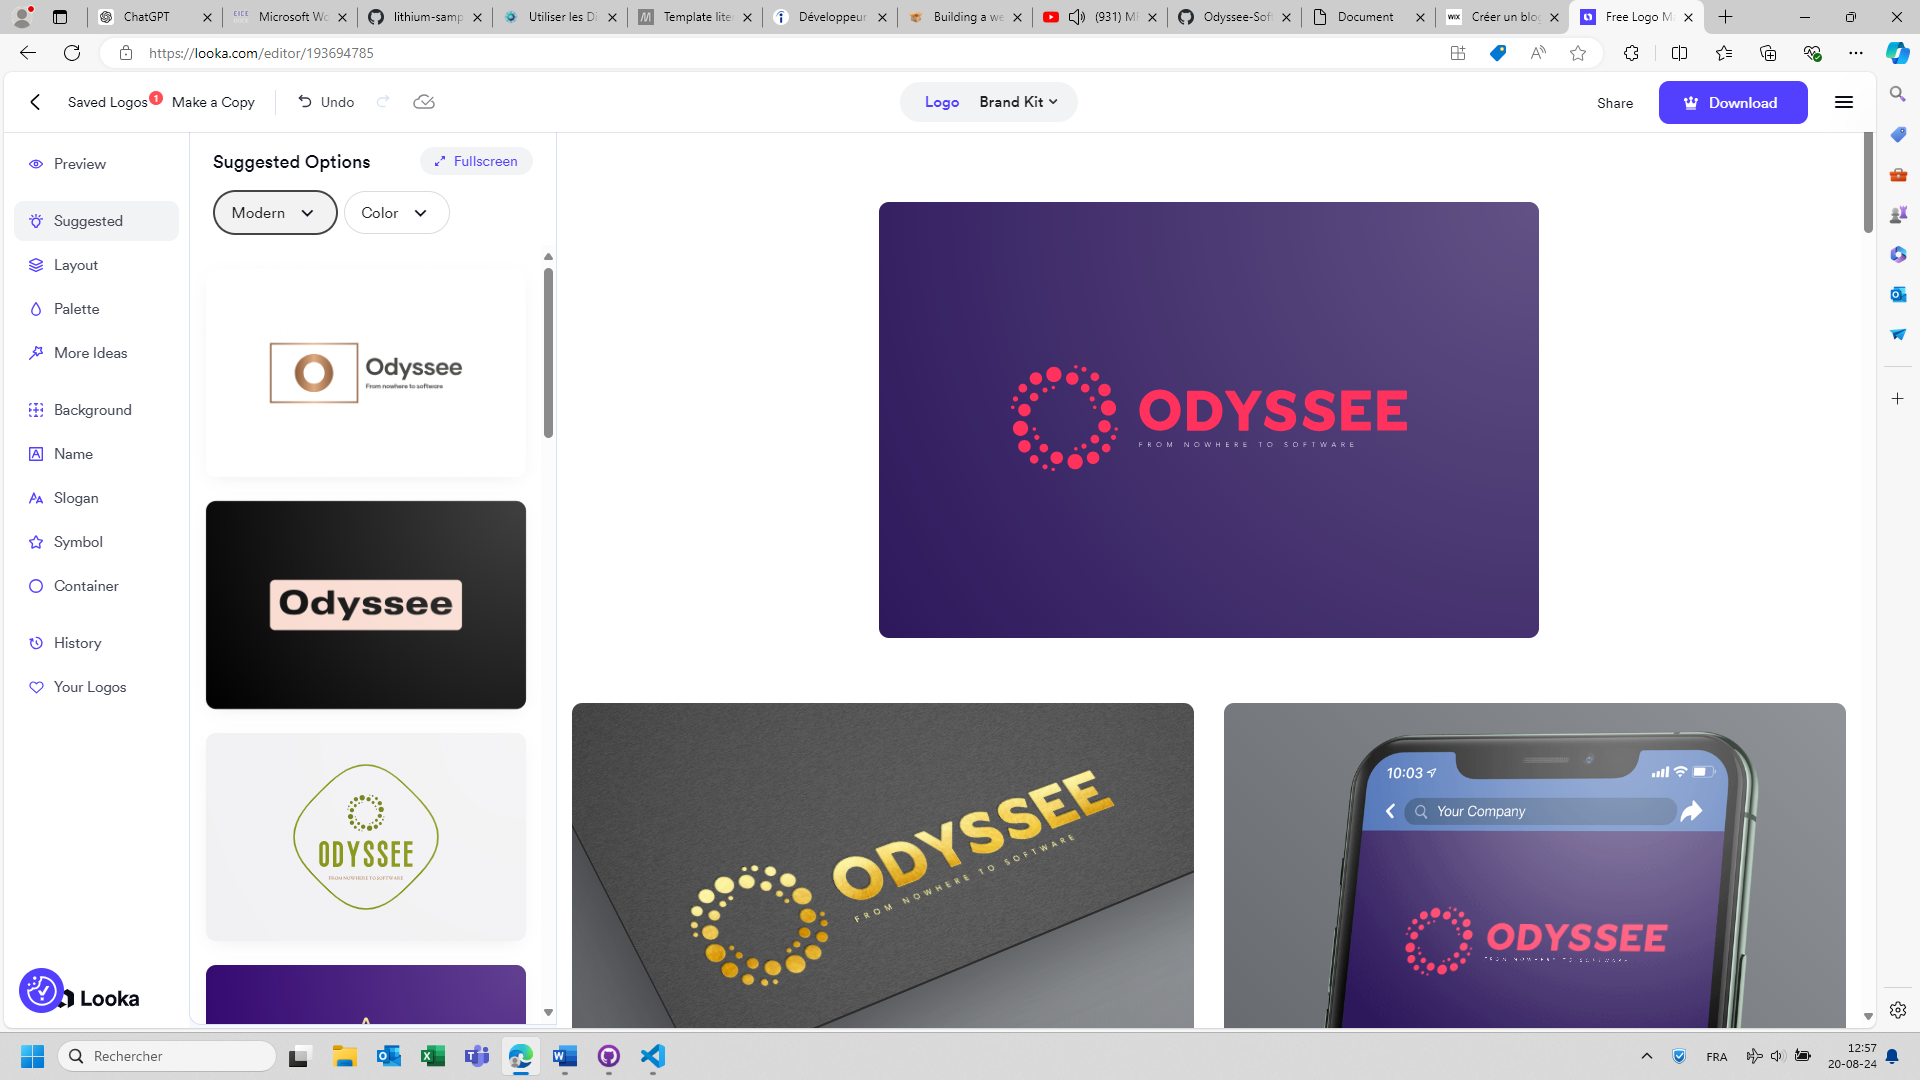 ChatGPT
Microsoft Wo
lithium-samp
Utiliser les Di
Template liter
Développeur
Building a we
(931) M
Odyssee-Soft
Document
Créer un blog
Free Logo Ma
https://looka.com/editor/193694785
Saved Logos
1
Make a Copy
Undo
Logo
Brand Kit
Share
Download
Preview
Suggested
Layout
Palette
More Ideas
Background
Name
Slogan
Symbol
Container
History
Your Logos
Looka
Suggested Options
Fullscreen
Modern
Color
Odyssee
From nowhere to software
Odyssee
ODYSSEE
FROM NOWHERE TO SOFTWARE
ODYSSEE
FROM NOWHERE TO SOFTWARE
ODYSSEE
FROM NOWHERE TO SOFTWARE
10:03
Your Company
ODYSSEE
FROM NOWHERE TO SOFTWARE
Rechercher
FRA
12:57
20-08-24